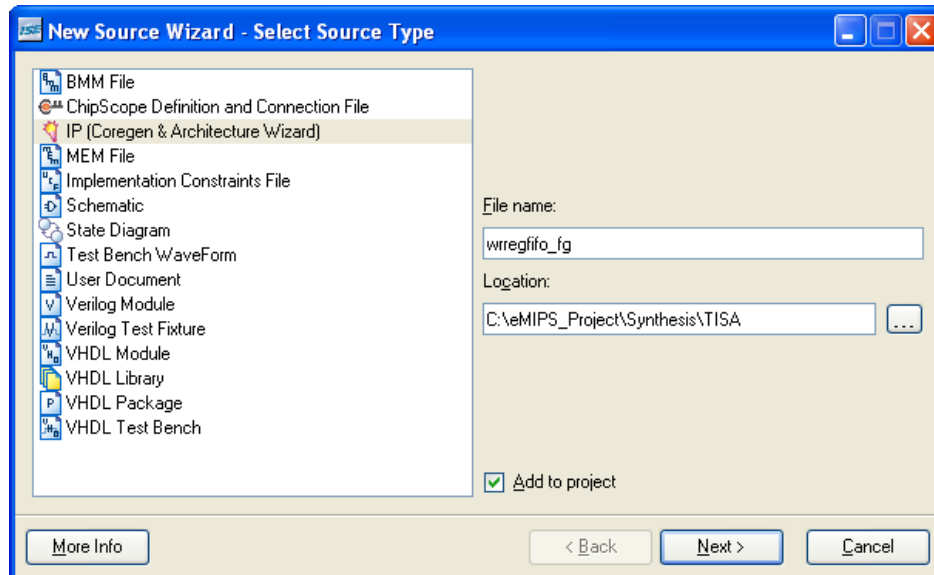 ISE New Source Wizard - Select Source Type
BMM File
ChipScope Definition and Connection File
IP (Coregen & Architecture Wizard)
MEM File
Implementation Constraints File
Schematic
State Diagram
Test Bench WaveForm
User Document
Verilog Module
Verilog Test Fixture
VHDL Module
VHDL Library
VHDL Package
VHDL Test Bench
File name:
wrregfifo_fg
Location:
C:\eMIPS_Project\Synthesis\TISA
...
Add to project
More Info
< Back
Next >
Cancel